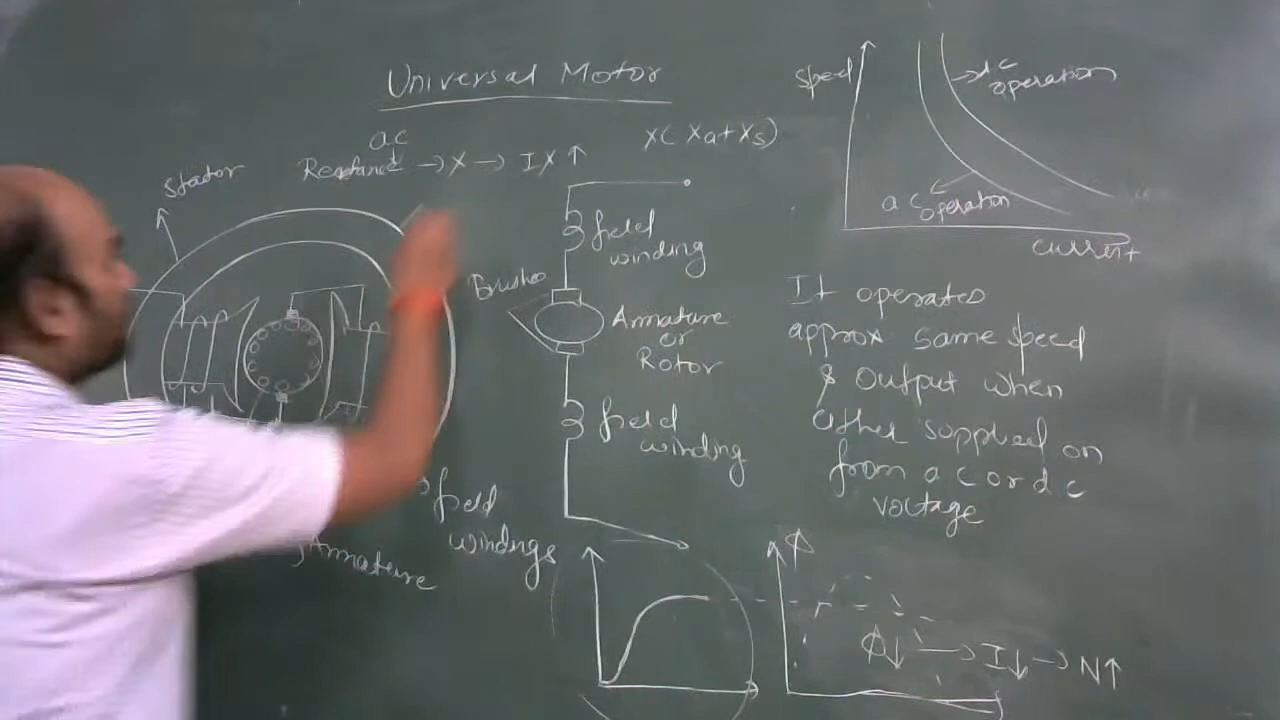 Universal Motor
ac
Reactance → X → IX ↑
X(Xa+Xs)
Stator
field
winding
Brushes
Armature
or
Rotor
field
winding
field
windings
Armature
Speed
dc
operation
ac
operation
current
It operates
approx same speed
& output when
either supplied on
from a c or d c
voltage
ϕ
ϕ↓ → I↓ → N↑